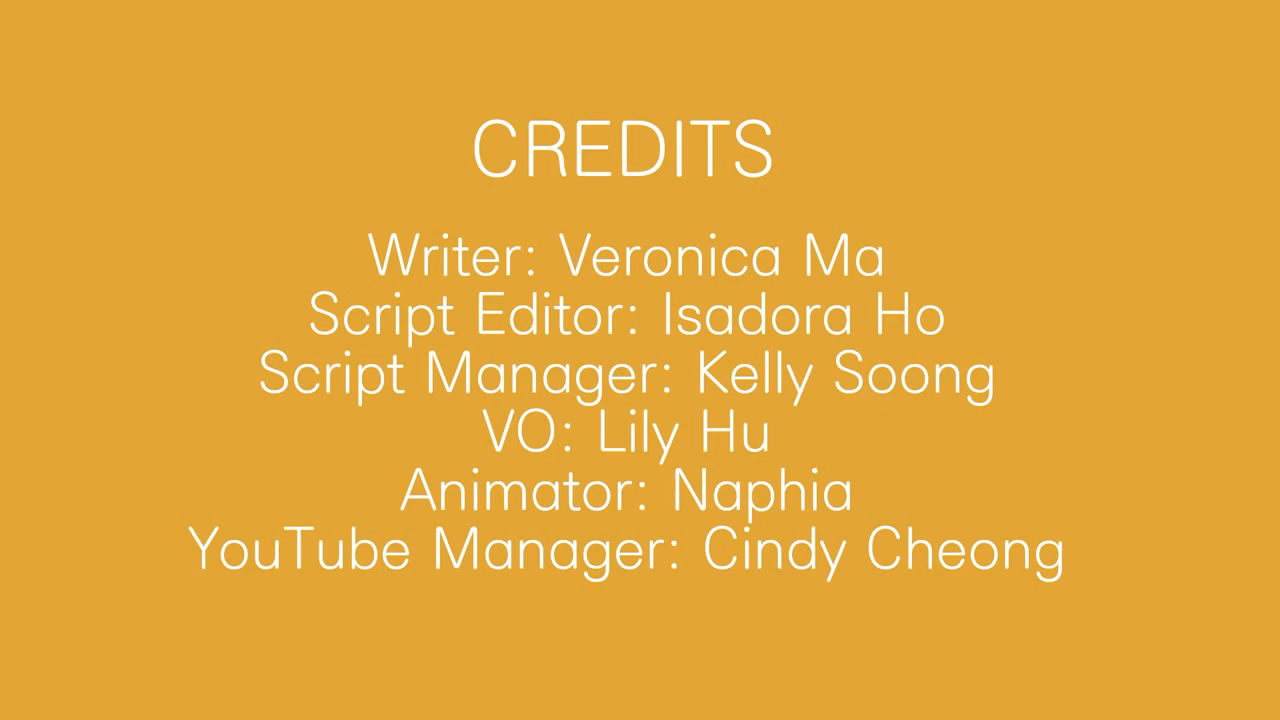 CREDITS
Writer: Veronica Ma
Script Editor: Isadora Ho
Script Manager: Kelly Soong
VO: Lily Hu
Animator: Naphia
YouTube Manager: Cindy Cheong